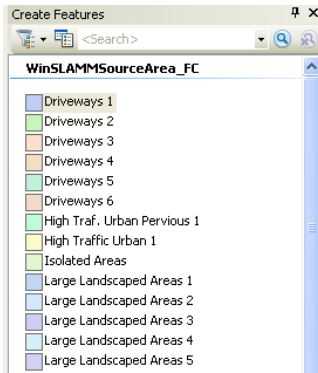 Create Features
<Search>
WinSLAMMSourceArea_FC
Driveways 1
Driveways 2
Driveways 3
Driveways 4
Driveways 5
Driveways 6
High Traf. Urban Pervious 1
High Traffic Urban 1
Isolated Areas
Large Landscaped Areas 1
Large Landscaped Areas 2
Large Landscaped Areas 3
Large Landscaped Areas 4
Large Landscaped Areas 5